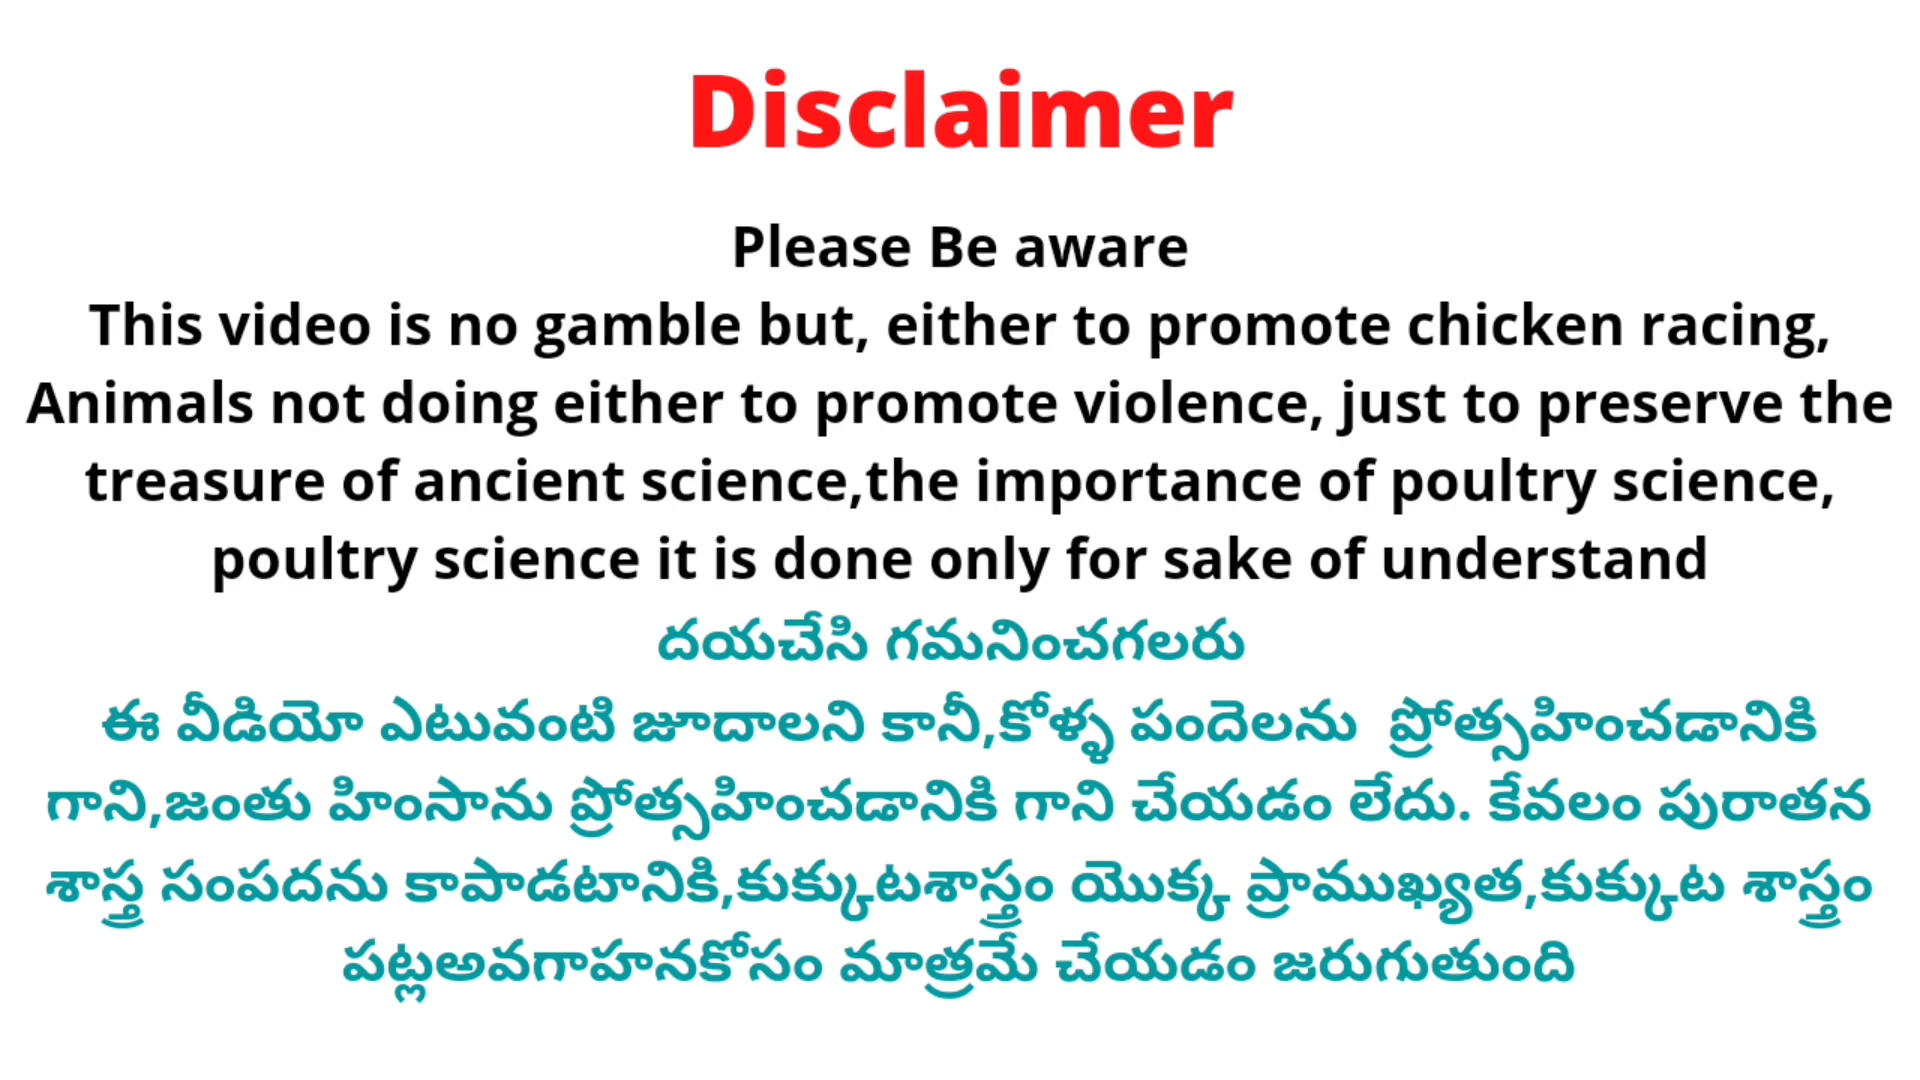 Disclaimer
Please Be aware
This video is no gamble but, either to promote chicken racing,
Animals not doing either to promote violence, just to preserve the
treasure of ancient science,the importance of poultry science,
poultry science it is done only for sake of understand
దయచేసి గమనించగలరు
ఈ వీడియో ఎటువంటి జూదాలని కానీ,కోళ్ళ పందెలను  ప్రోత్సహించడానికి
గాని,జంతు హింసాను ప్రోత్సహించడానికి గాని చేయడం లేదు. కేవలం పురాతన
శాస్త్ర సంపదను కాపాడటానికి,కుక్కుటశాస్త్రం యొక్క ప్రాముఖ్యత,కుక్కుట శాస్త్రం
పట్లఅవగాహనకోసం మాత్రమే చేయడం జరుగుతుంది